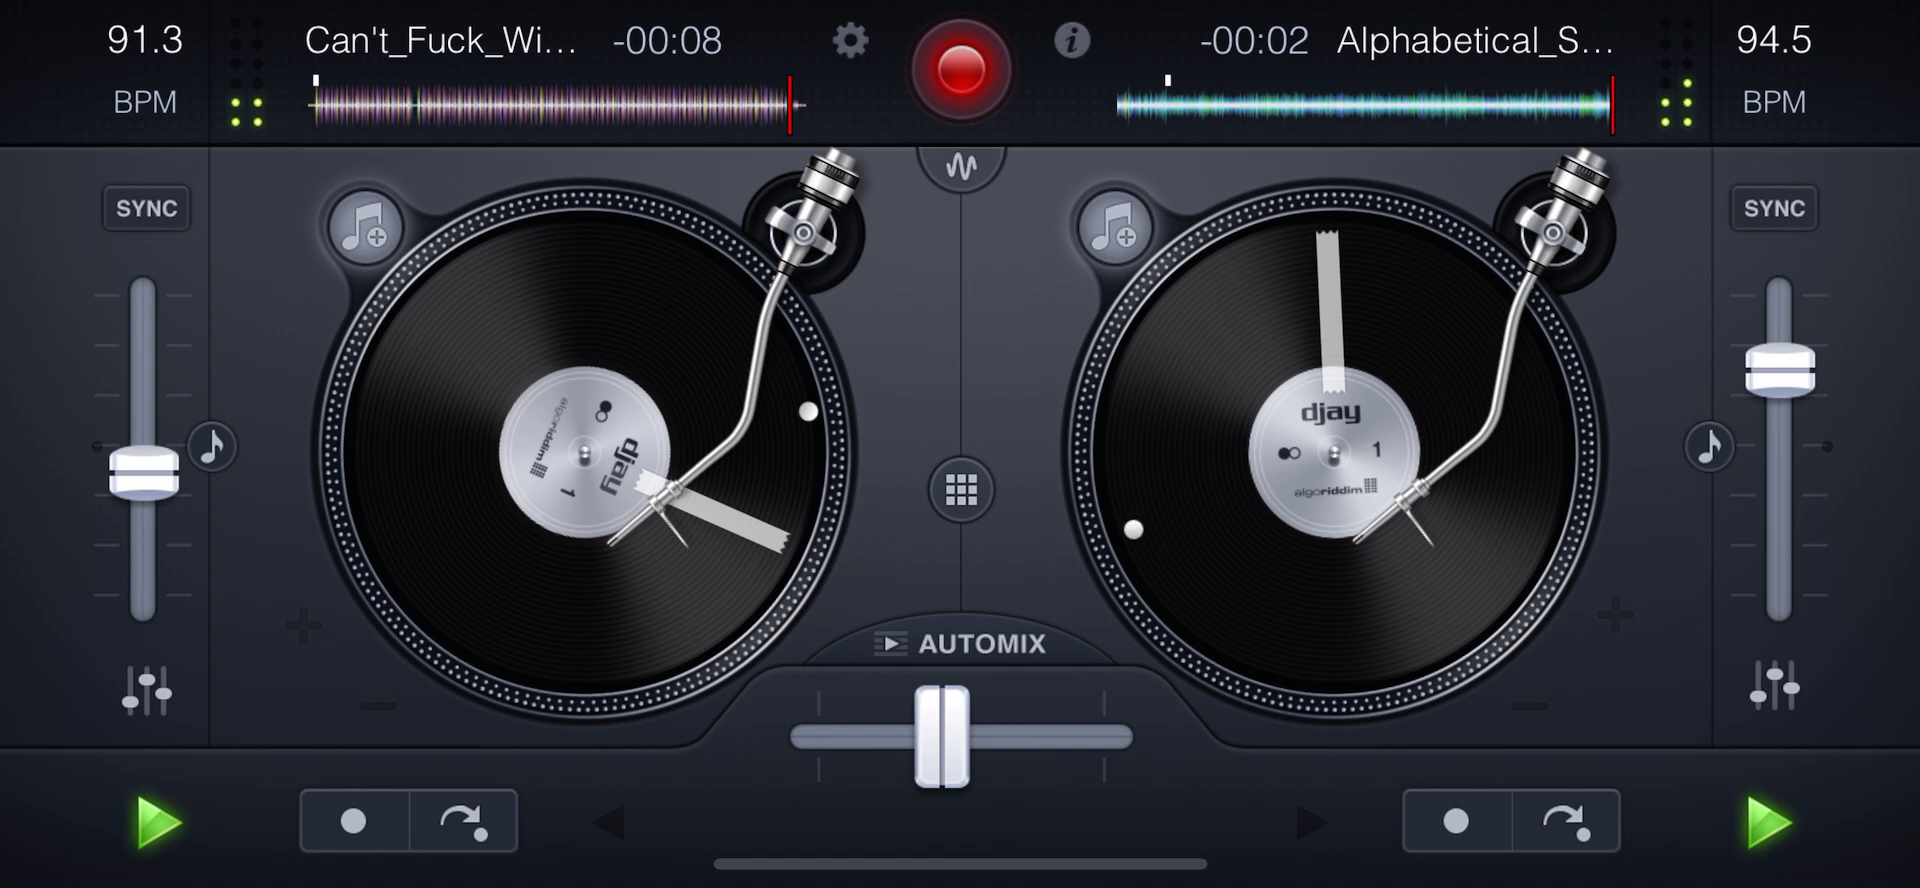 91.3
BPM
Can't_Fuck_Wi...
-00:08
-00:02
Alphabetical_S...
94.5
BPM
SYNC
SYNC
djay
1
algoriddim
djay
1
algoriddim
AUTOMIX